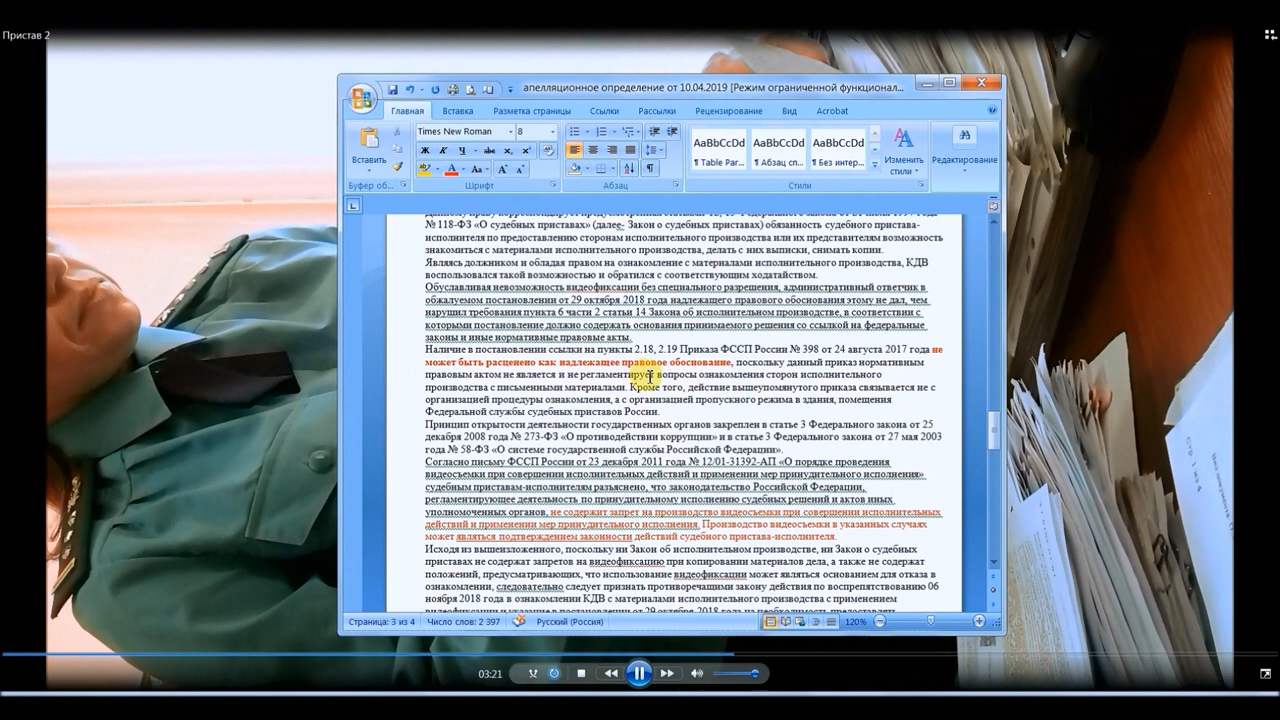 Пристав 2
апелляционное определение от 10.04.2019 [Режим ограниченной функционал...
Главная Вставка Разметка страницы Ссылки Рассылки Рецензирование Вид Acrobat
Вставить
Буфер об...
Times New Roman 8
Шрифт
Абзац
AaBbCcDd AaBbCcDd AaBbCcDd
¶ Table Par... ¶ Абзац сп... ¶ Без интер...
Стили
Изменить стили
Редактирование
№ 118-ФЗ «О судебных приставах» (далее- Закон о судебных приставах) обязанность судебного пристава-
исполнителя по предоставлению сторонам исполнительного производства или их представителям возможность
знакомиться с материалами исполнительного производства, делать с них выписки, снимать копии.
Являясь должником и обладая правом на ознакомление с материалами исполнительного производства, КДВ
воспользовался такой возможностью и обратился с соответствующим ходатайством.
Обуславливая невозможность видеофиксации без специального разрешения, административный ответчик в
обжалуемом постановлении от 29 октября 2018 года надлежащего правового обоснования этому не дал, чем
нарушил требования пункта 6 части 2 статьи 14 Закона об исполнительном производстве, в соответствии с
которыми постановление должно содержать основания принимаемого решения со ссылкой на федеральные
законы и иные нормативные правовые акты.
Наличие в постановлении ссылки на пункты 2.18, 2.19 Приказа ФССП России № 398 от 24 августа 2017 года не
может быть расценено как надлежащее правовое обоснование, поскольку данный приказ нормативным
правовым актом не является и не регламентирует вопросы ознакомления сторон исполнительного
производства с письменными материалами. Кроме того, действие вышеупомянутого приказа связывается не с
организацией процедуры ознакомления, а с организацией пропускного режима в здания, помещения
Федеральной службы судебных приставов России.
Принцип открытости деятельности государственных органов закреплен в статье 3 Федерального закона от 25
декабря 2008 года № 273-ФЗ «О противодействии коррупции» и в статье 3 Федерального закона от 27 мая 2003
года № 58-ФЗ «О системе государственной службы Российской Федерации».
Согласно письму ФССП России от 23 декабря 2011 года № 12/01-31392-АП «О порядке проведения
видеосъемки при совершении исполнительных действий и применении мер принудительного исполнения»
судебным приставам-исполнителям разъяснено, что законодательство Российской Федерации,
регламентирующее деятельность по принудительному исполнению судебных решений и актов иных
уполномоченных органов, не содержит запрет на производство видеосъемки при совершении исполнительных
действий и применении мер принудительного исполнения. Производство видеосъемки в указанных случаях
может являться подтверждением законности действий судебного пристава-исполнителя.
Исходя из вышеизложенного, поскольку ни Закон об исполнительном производстве, ни Закон о судебных
приставах не содержат запретов на видеофиксацию при копировании материалов дела, а также не содержат
положений, предусматривающих, что использование видеофиксации может являться основанием для отказа в
ознакомлении, следовательно следует признать противоречащими закону действия по воспрепятствованию 06
ноября 2018 года в ознакомлении КДВ с материалами исполнительного производства с применением
Страница: 3 из 4 Число слов: 2 397 Русский (Россия) 120%
03:21